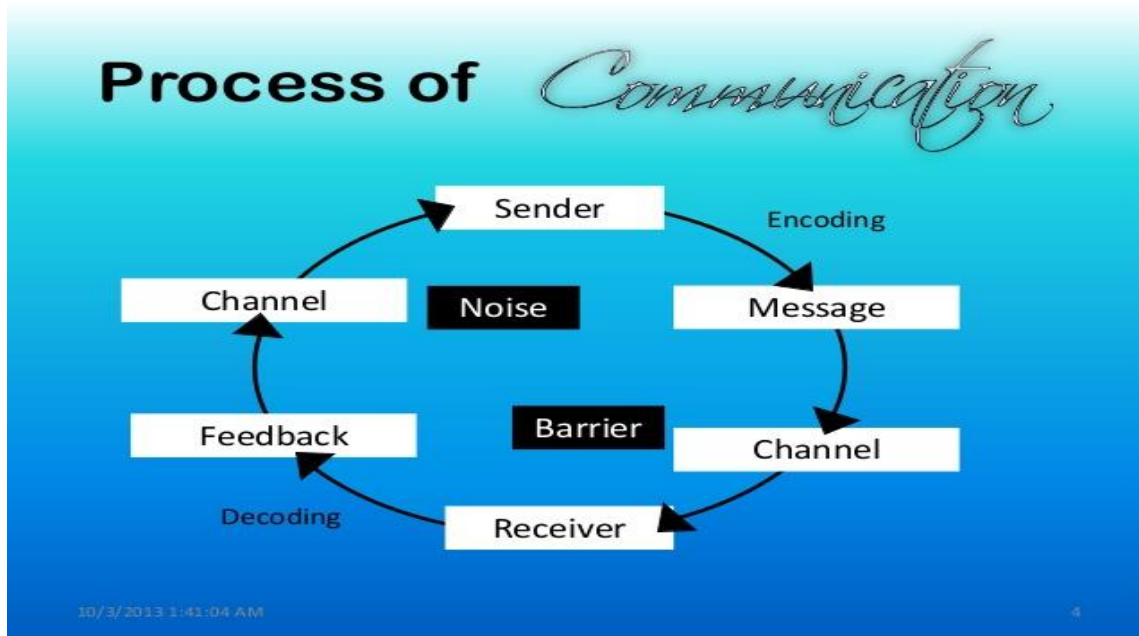 Process of Communication
Sender
Encoding
Channel
Noise
Message
Feedback
Barrier
Channel
Decoding
Receiver
10/3/2013 1:41:04 AM
4